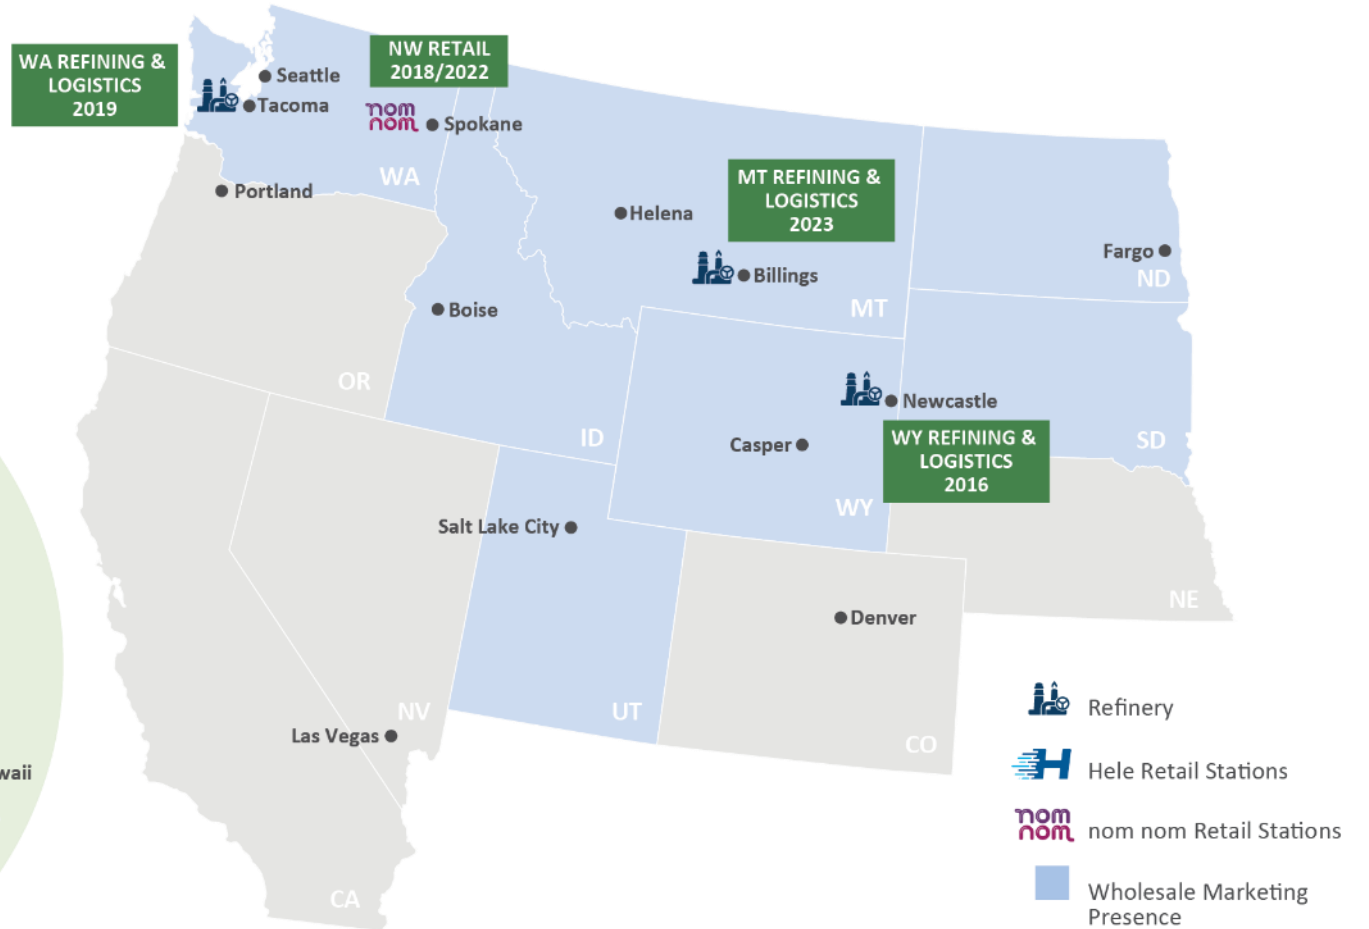 WA REFINING &
LOGISTICS
2019
NW RETAIL
2018/2022
Seattle
Tacoma
nom
nom
Spokane
WA
Portland
MT REFINING &
LOGISTICS
2023
Helena
Billings
MT
Fargo
ND
Boise
OR
ID
Newcastle
Casper
WY REFINING &
LOGISTICS
2016
SD
WY
Salt Lake City
NE
Denver
NV
UT
Las Vegas
CO
waii
CA
Refinery
H
Hele Retail Stations
nom
nom
nom nom Retail Stations
Wholesale Marketing
Presence